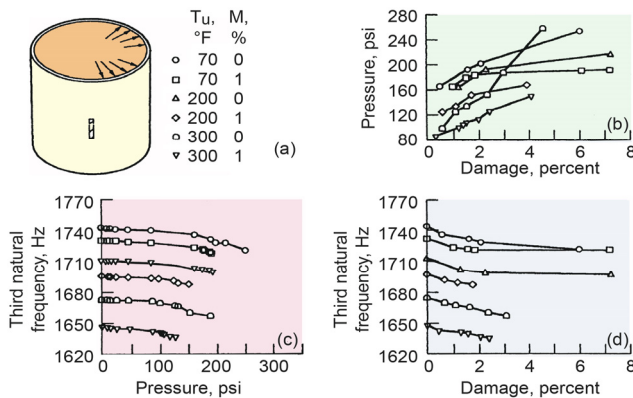 Tu, M,
°F %
70 0
70 1
200 0
200 1
300 0
300 1
(a)
Pressure, psi
280
240
200
160
120
80
0 2 4 6 8
Damage, percent
(b)
Third natural
frequency, Hz
1770
1740
1710
1680
1650
1620
0 100 200 300
Pressure, psi
(c)
Third natural
frequency, Hz
1770
1740
1710
1680
1650
1620
0 2 4 6 8
Damage, percent
(d)